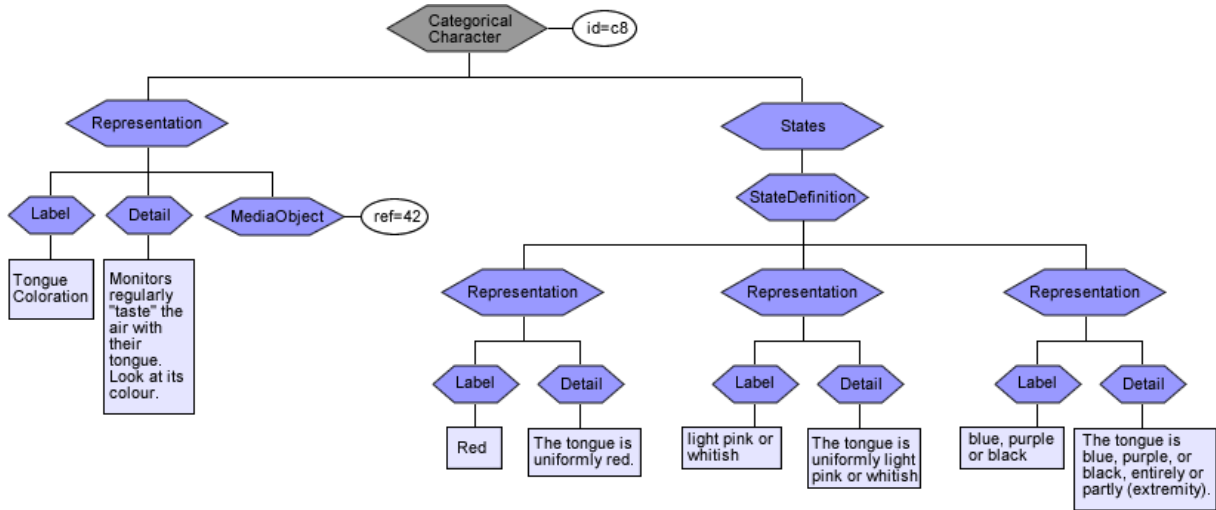 Categorical
Character
id=c8
Representation
States
Label
Detail
MediaObject
ref=42
StateDefinition
Tongue
Coloration
Monitors
regularly
"taste" the
air with
their
tongue.
Look at its
colour.
Representation
Representation
Representation
Label
Detail
Label
Detail
Label
Detail
Red
The tongue is
uniformly red.
light pink or
whitish
The tongue is
uniformly light
pink or whitish
blue, purple
or black
The tongue is
blue, purple, or
black, entirely or
partly (extremity).